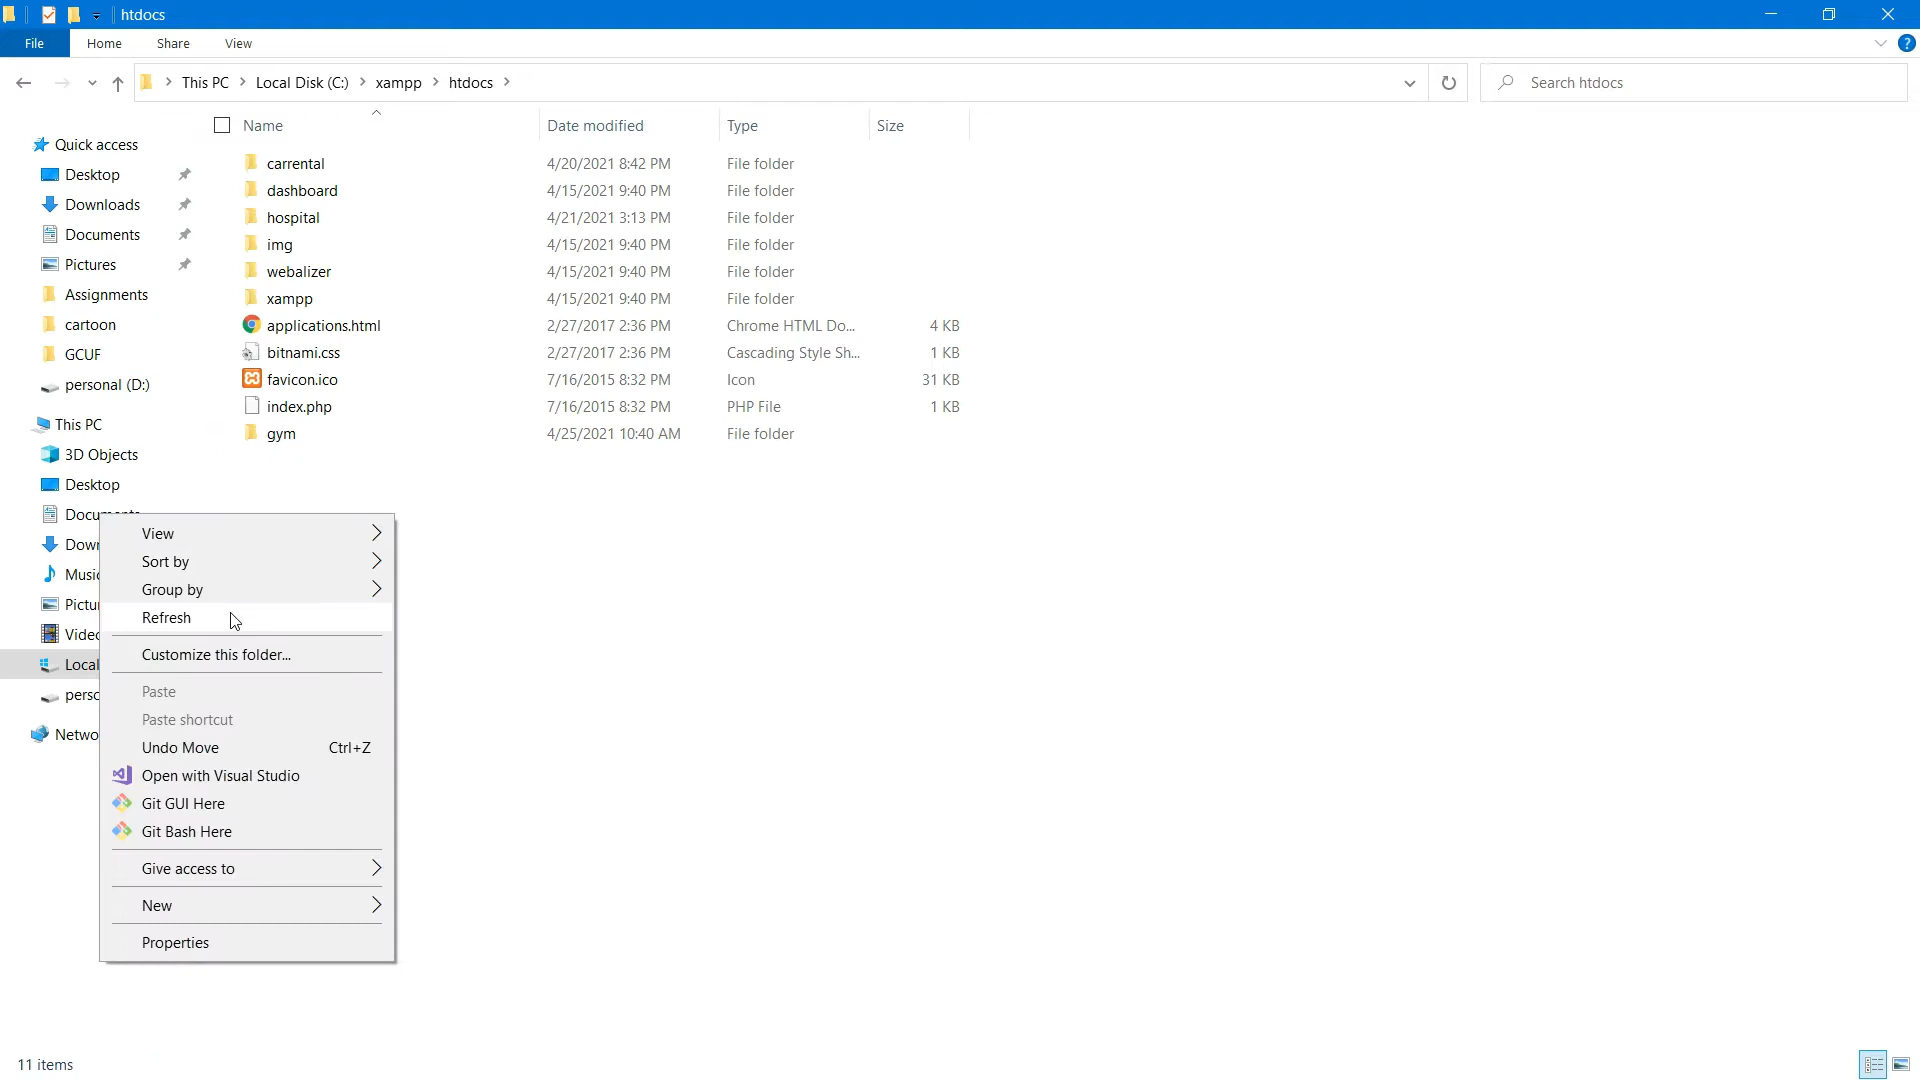 htdocs
File Home Share View
This PC Local Disk (C:) xampp htdocs
Search htdocs
Name Date modified Type Size
Quick access
Desktop
Downloads
Documents
Pictures
Assignments
cartoon
GCUF
personal (D:)
This PC
3D Objects
Desktop
Documents
Down
Music
Pictu
Video
Local
perso
Netwo
carrental 4/20/2021 8:42 PM File folder
dashboard 4/15/2021 9:40 PM File folder
hospital 4/21/2021 3:13 PM File folder
img 4/15/2021 9:40 PM File folder
webalizer 4/15/2021 9:40 PM File folder
xampp 4/15/2021 9:40 PM File folder
applications.html 2/27/2017 2:36 PM Chrome HTML Do... 4 KB
bitnami.css 2/27/2017 2:36 PM Cascading Style Sh... 1 KB
favicon.ico 7/16/2015 8:32 PM Icon 31 KB
index.php 7/16/2015 8:32 PM PHP File 1 KB
gym 4/25/2021 10:40 AM File folder
View
Sort by
Group by
Refresh
Customize this folder...
Paste
Paste shortcut
Undo Move Ctrl+Z
Open with Visual Studio
Git GUI Here
Git Bash Here
Give access to
New
Properties
11 items